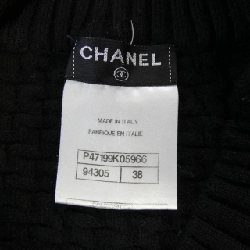 CHANEL
MADE IN ITALY
FABRIQUE EN ITALIE
P47199K05966
94305 38